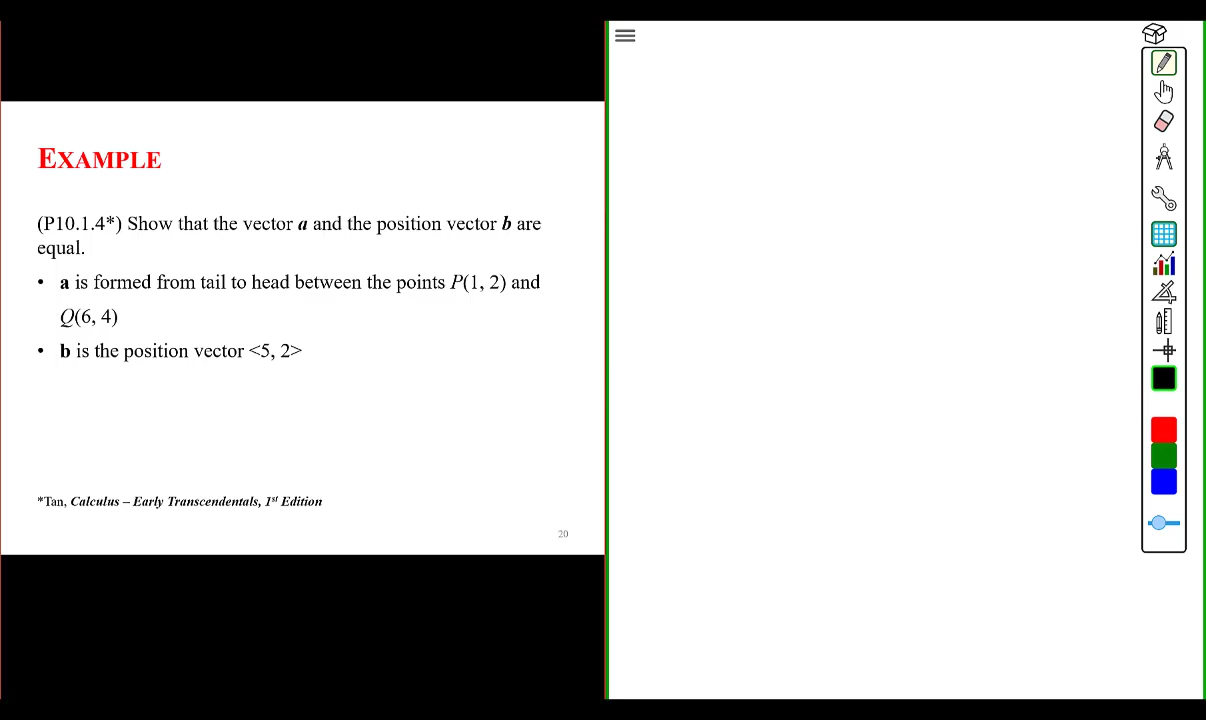 EXAMPLE
(P10.1.4*) Show that the vector a and the position vector b are
equal.
• a is formed from tail to head between the points P(1, 2) and
Q(6, 4)
• b is the position vector <5, 2>
*Tan, Calculus – Early Transcendentals, 1st Edition
20